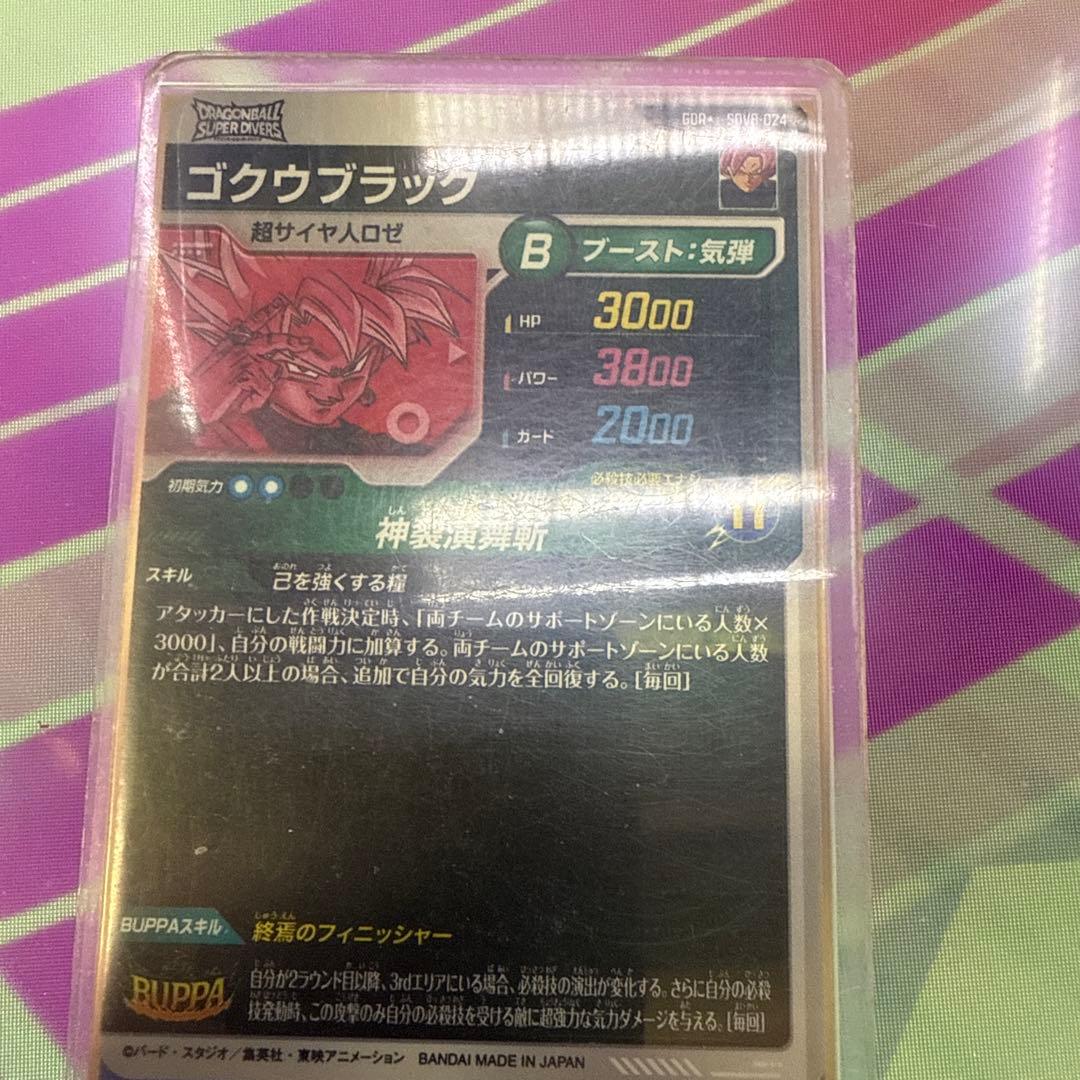 DRAGONBALL
SUPER DIVERS
GDR★ SDV8-024
ゴクウブラック
超サイヤ人ロゼ
B ブースト:気弾
HP 3000
パワー 3800
ガード 2000
初期気力
必殺技必要エナジー
11
神裂演舞斬
スキル 己を強くする糧
アタッカーにした作戦決定時、「両チームのサポートゾーンにいる人数×
3000」、自分の戦闘力に加算する。両チームのサポートゾーンにいる人数
が合計2人以上の場合、追加で自分の気力を全回復する。[毎回]
BUPPAスキル 終焉のフィニッシャー
BUPPA
自分が2ラウンド目以降、3rdエリアにいる場合、必殺技の演出が変化する。さらに自分の必殺
技発動時、この攻撃のみ自分の必殺技を受ける敵に超強力な気力ダメージを与える。[毎回]
©バード・スタジオ/集英社・東映アニメーション BANDAI MADE IN JAPAN